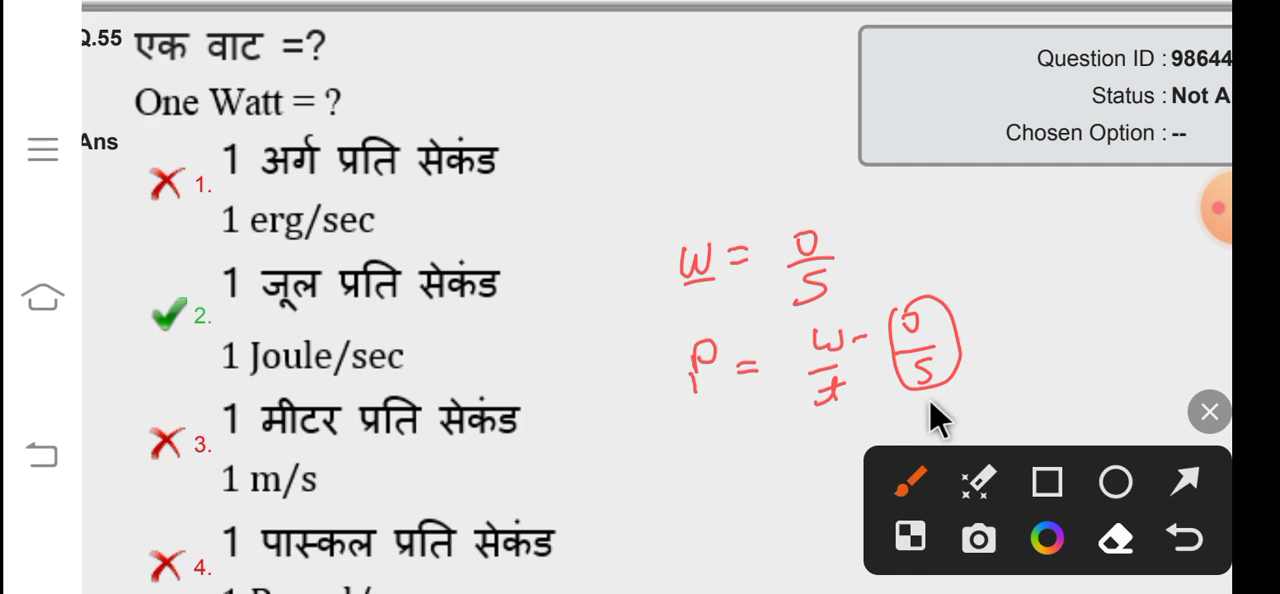 Q.55 एक वाट =?
One Watt = ?
Question ID : 98644
Status : Not A
Chosen Option : --
Ans
1 अर्ग प्रति सेकंड
1.
1 erg/sec
1 जूल प्रति सेकंड
2.
1 Joule/sec
1 मीटर प्रति सेकंड
3.
1 m/s
1 पास्कल प्रति सेकंड
4.
W = J/S
P = W/t - J/S